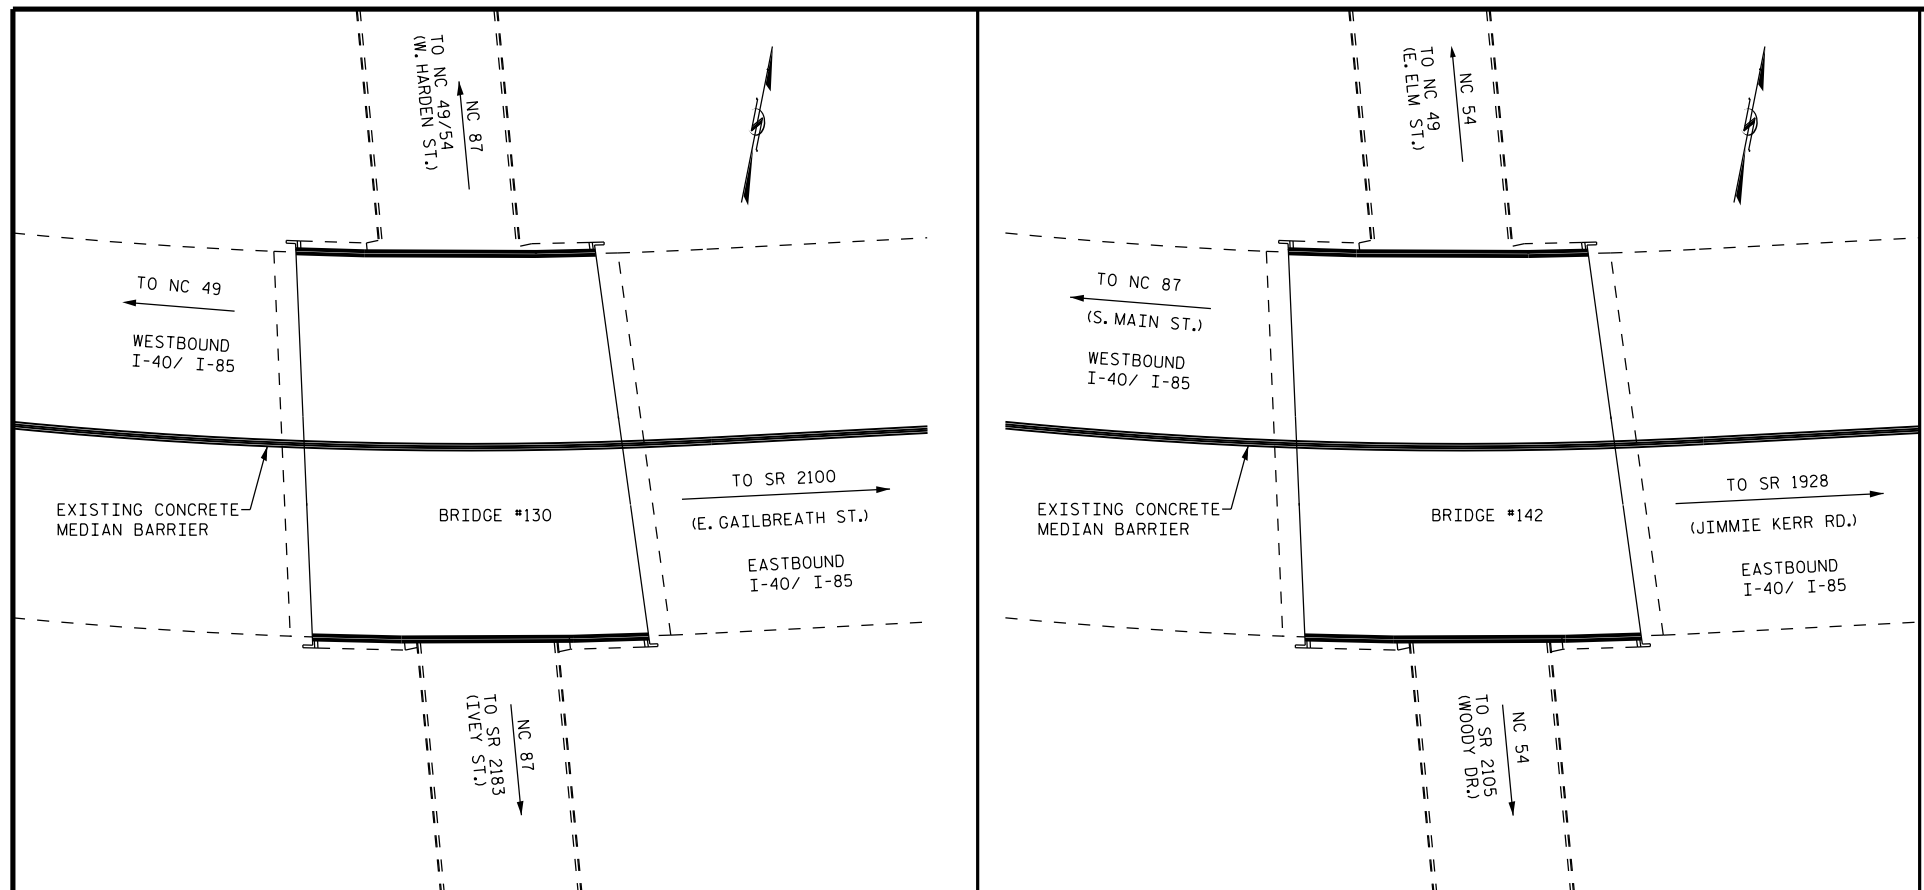 TO NC 49/54
(W. HARDEN ST.)
NC 87
TO NC 49
WESTBOUND
I-40/ I-85
EXISTING CONCRETE
MEDIAN BARRIER
BRIDGE #130
TO SR 2100
(E. GAILBREATH ST.)
EASTBOUND
I-40/ I-85
NC 87
TO SR 2183
(IVEY ST.)
NC 54
TO NC 49
(E. ELM ST.)
TO NC 87
(S. MAIN ST.)
WESTBOUND
I-40/ I-85
EXISTING CONCRETE
MEDIAN BARRIER
BRIDGE #142
TO SR 1928
(JIMMIE KERR RD.)
EASTBOUND
I-40/ I-85
NC 54
TO SR 2105
(WOODY DR.)